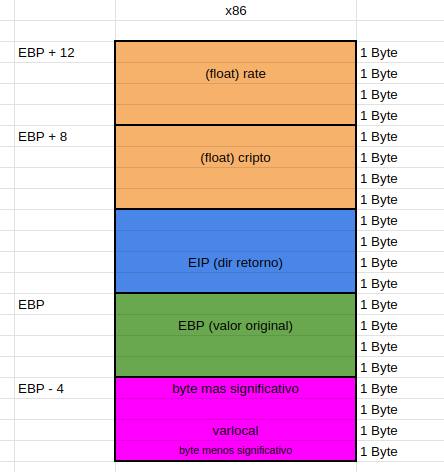 x86
EBP + 12 1 Byte
(float) rate 1 Byte
1 Byte
1 Byte
EBP + 8 1 Byte
(float) cripto 1 Byte
1 Byte
1 Byte
1 Byte
1 Byte
EIP (dir retorno) 1 Byte
1 Byte
EBP 1 Byte
EBP (valor original) 1 Byte
1 Byte
1 Byte
EBP - 4 byte mas significativo 1 Byte
1 Byte
varlocal 1 Byte
byte menos significativo 1 Byte